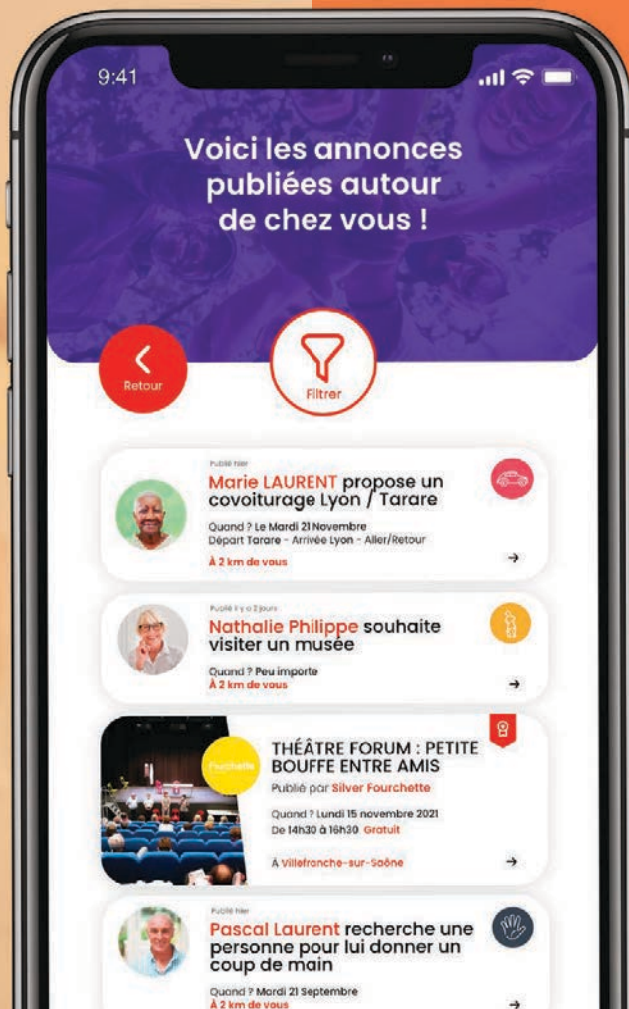 9:41
Voici les annonces
publiées autour
de chez vous !
Retour
Filtrer
Publié hier
Marie LAURENT propose un
covoiturage Lyon / Tarare
Quand ? Le Mardi 21 Novembre
Départ Tarare - Arrivée Lyon - Aller/Retour
À 2 km de vous
Publié il y a 2 jours
Nathalie Philippe souhaite
visiter un musée
Quand ? Peu importe
À 2 km de vous
Fourchette
THÉÂTRE FORUM : PETITE
BOUFFE ENTRE AMIS
Publié par Silver Fourchette
Quand ? Lundi 15 novembre 2021
De 14h30 à 16h30 Gratuit
À Villefranche-sur-Saône
Publié hier
Pascal Laurent recherche une
personne pour lui donner un
coup de main
Quand ? Mardi 21 Septembre
À 2 km de vous